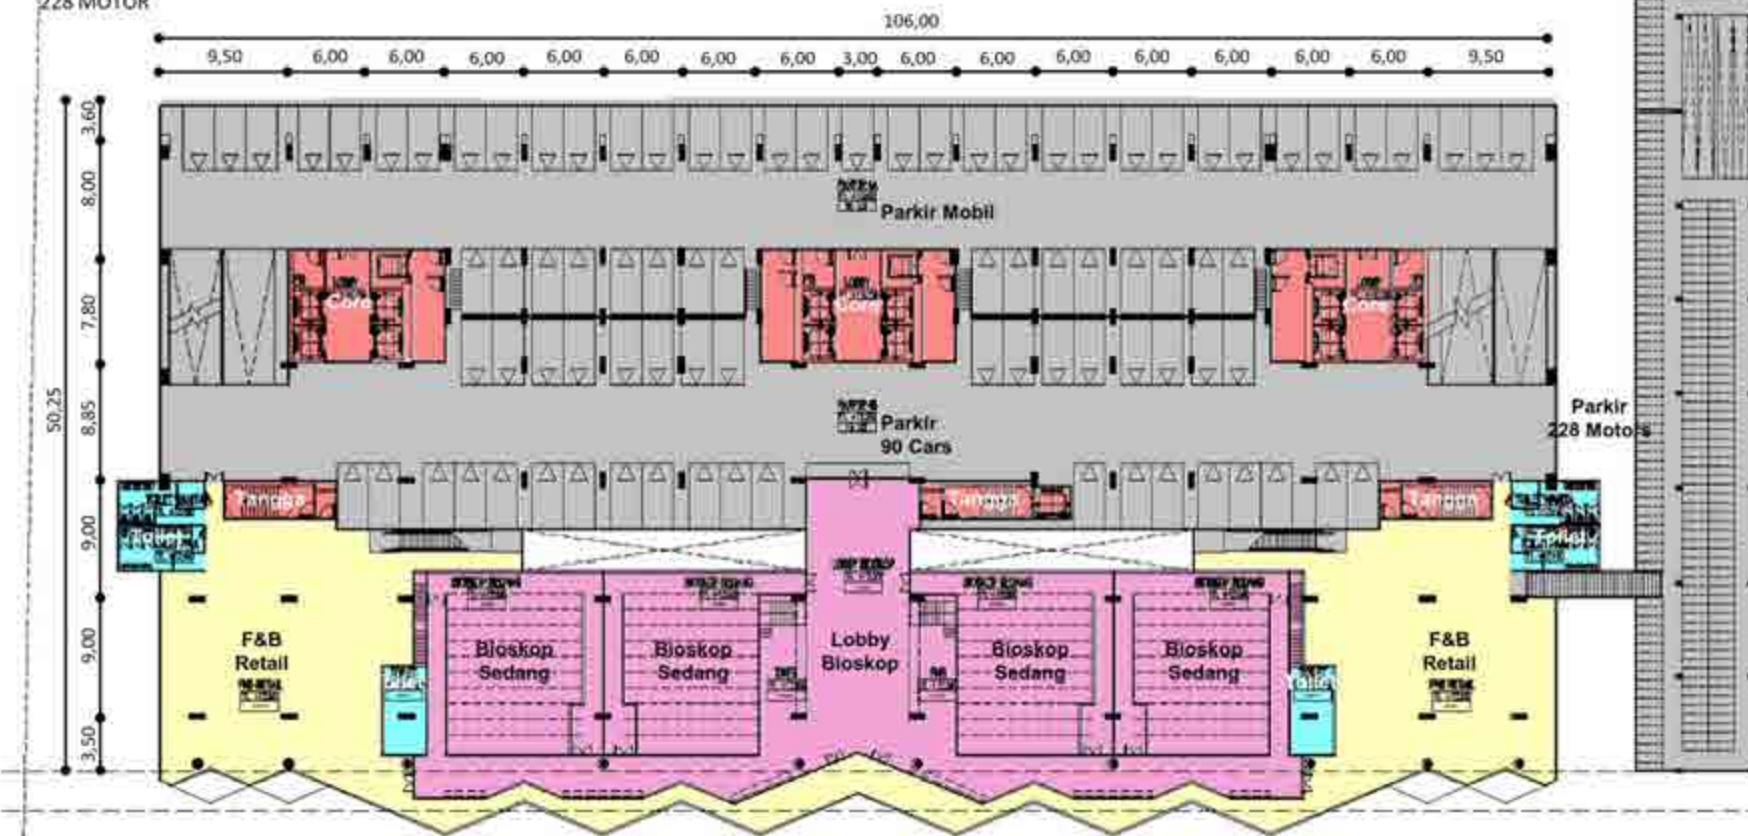 228 MOTOR
106,00
9,50 6,00 6,00 6,00 6,00 6,00 6,00 6,00 3,00 6,00 6,00 6,00 6,00 6,00 6,00 6,00 9,50
3,60
8,00
7,80
8,85
9,00
9,00
3,50
50,25
Parkir Mobil
Core
Core
Core
Parkir
90 Cars
Parkir
228 Motors
Tangga
Tangga
Tangga
Toilet
Toilet
F&B
Retail
Bioskop
Sedang
Bioskop
Sedang
Lobby
Bioskop
Bioskop
Sedang
Bioskop
Sedang
F&B
Retail
Toilet